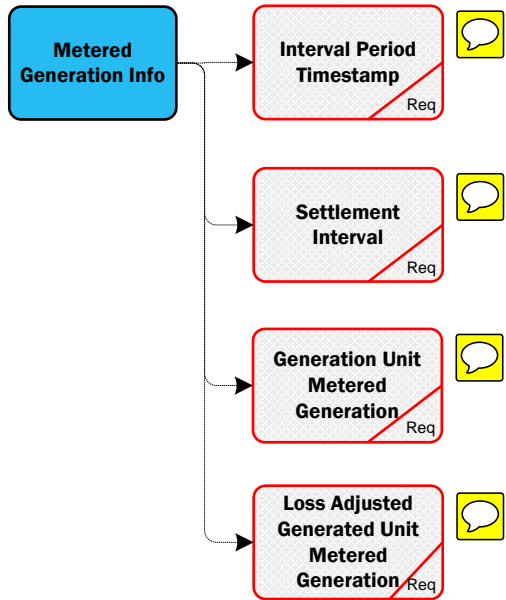 Metered
Generation Info
Interval Period
Timestamp
Req
Settlement
Interval
Req
Generation Unit
Metered
Generation
Req
Loss Adjusted
Generated Unit
Metered
Generation
Req